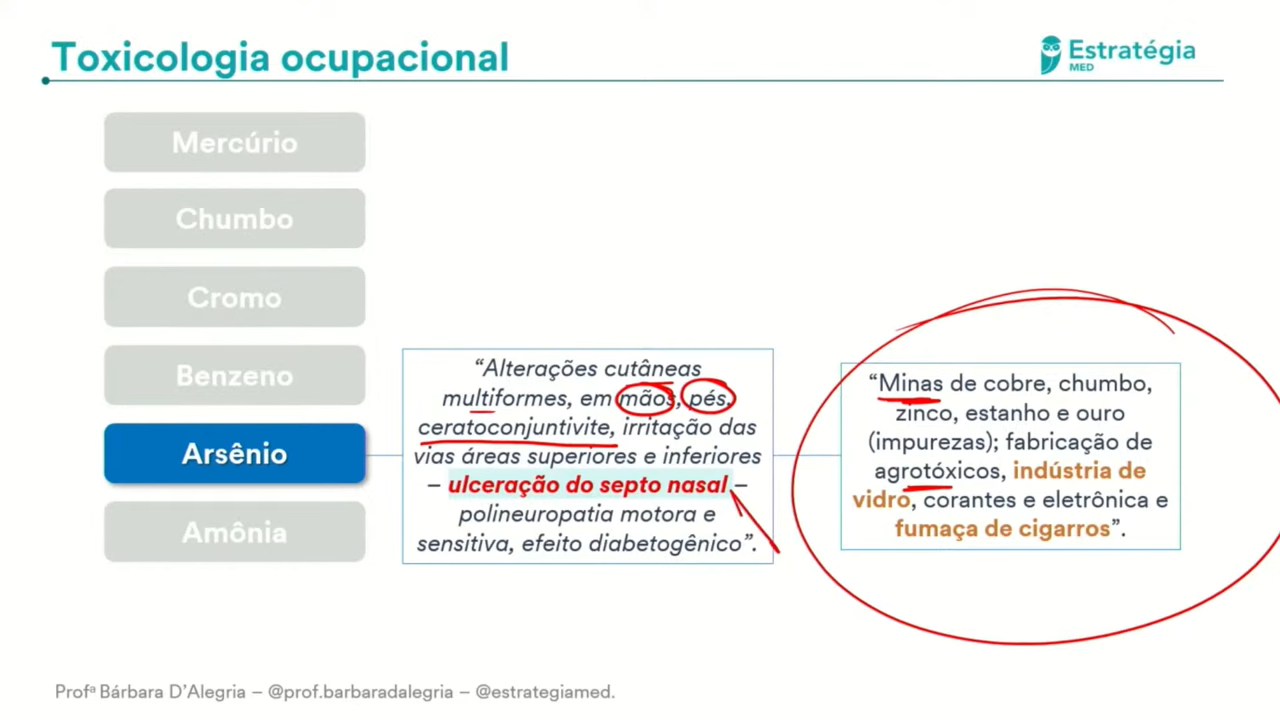 Toxicologia ocupacional
Estratégia
MED
Mercúrio
Chumbo
Cromo
Benzeno
Arsênio
Amônia
“Alterações cutâneas
multiformes, em mãos, pés,
ceratoconjuntivite, irritação das
vias áreas superiores e inferiores
– ulceração do septo nasal –
polineuropatia motora e
sensitiva, efeito diabetogênico”.
“Minas de cobre, chumbo,
zinco, estanho e ouro
(impurezas); fabricação de
agrotóxicos, indústria de
vidro, corantes e eletrônica e
fumaça de cigarros”.
Profª Bárbara D’Alegria – @prof.barbaradalegria – @estrategiamed.